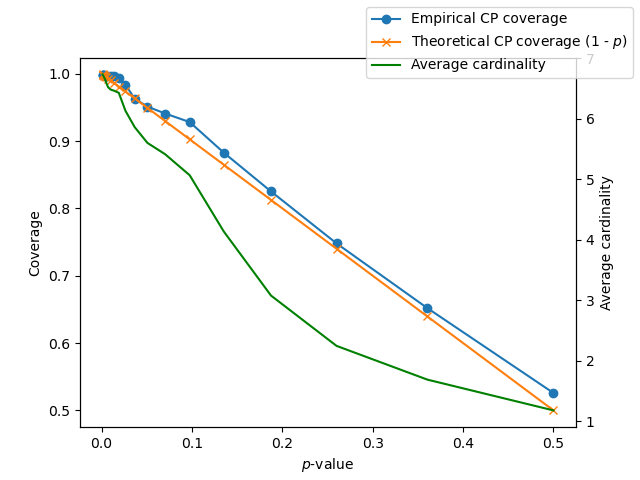 Empirical CP coverage
Theoretical CP coverage (1 - p)
Average cardinality
1.0
0.9
0.8
0.7
0.6
0.5
Coverage
7
6
5
4
3
2
1
Average cardinality
0.0 0.1 0.2 0.3 0.4 0.5
p-value